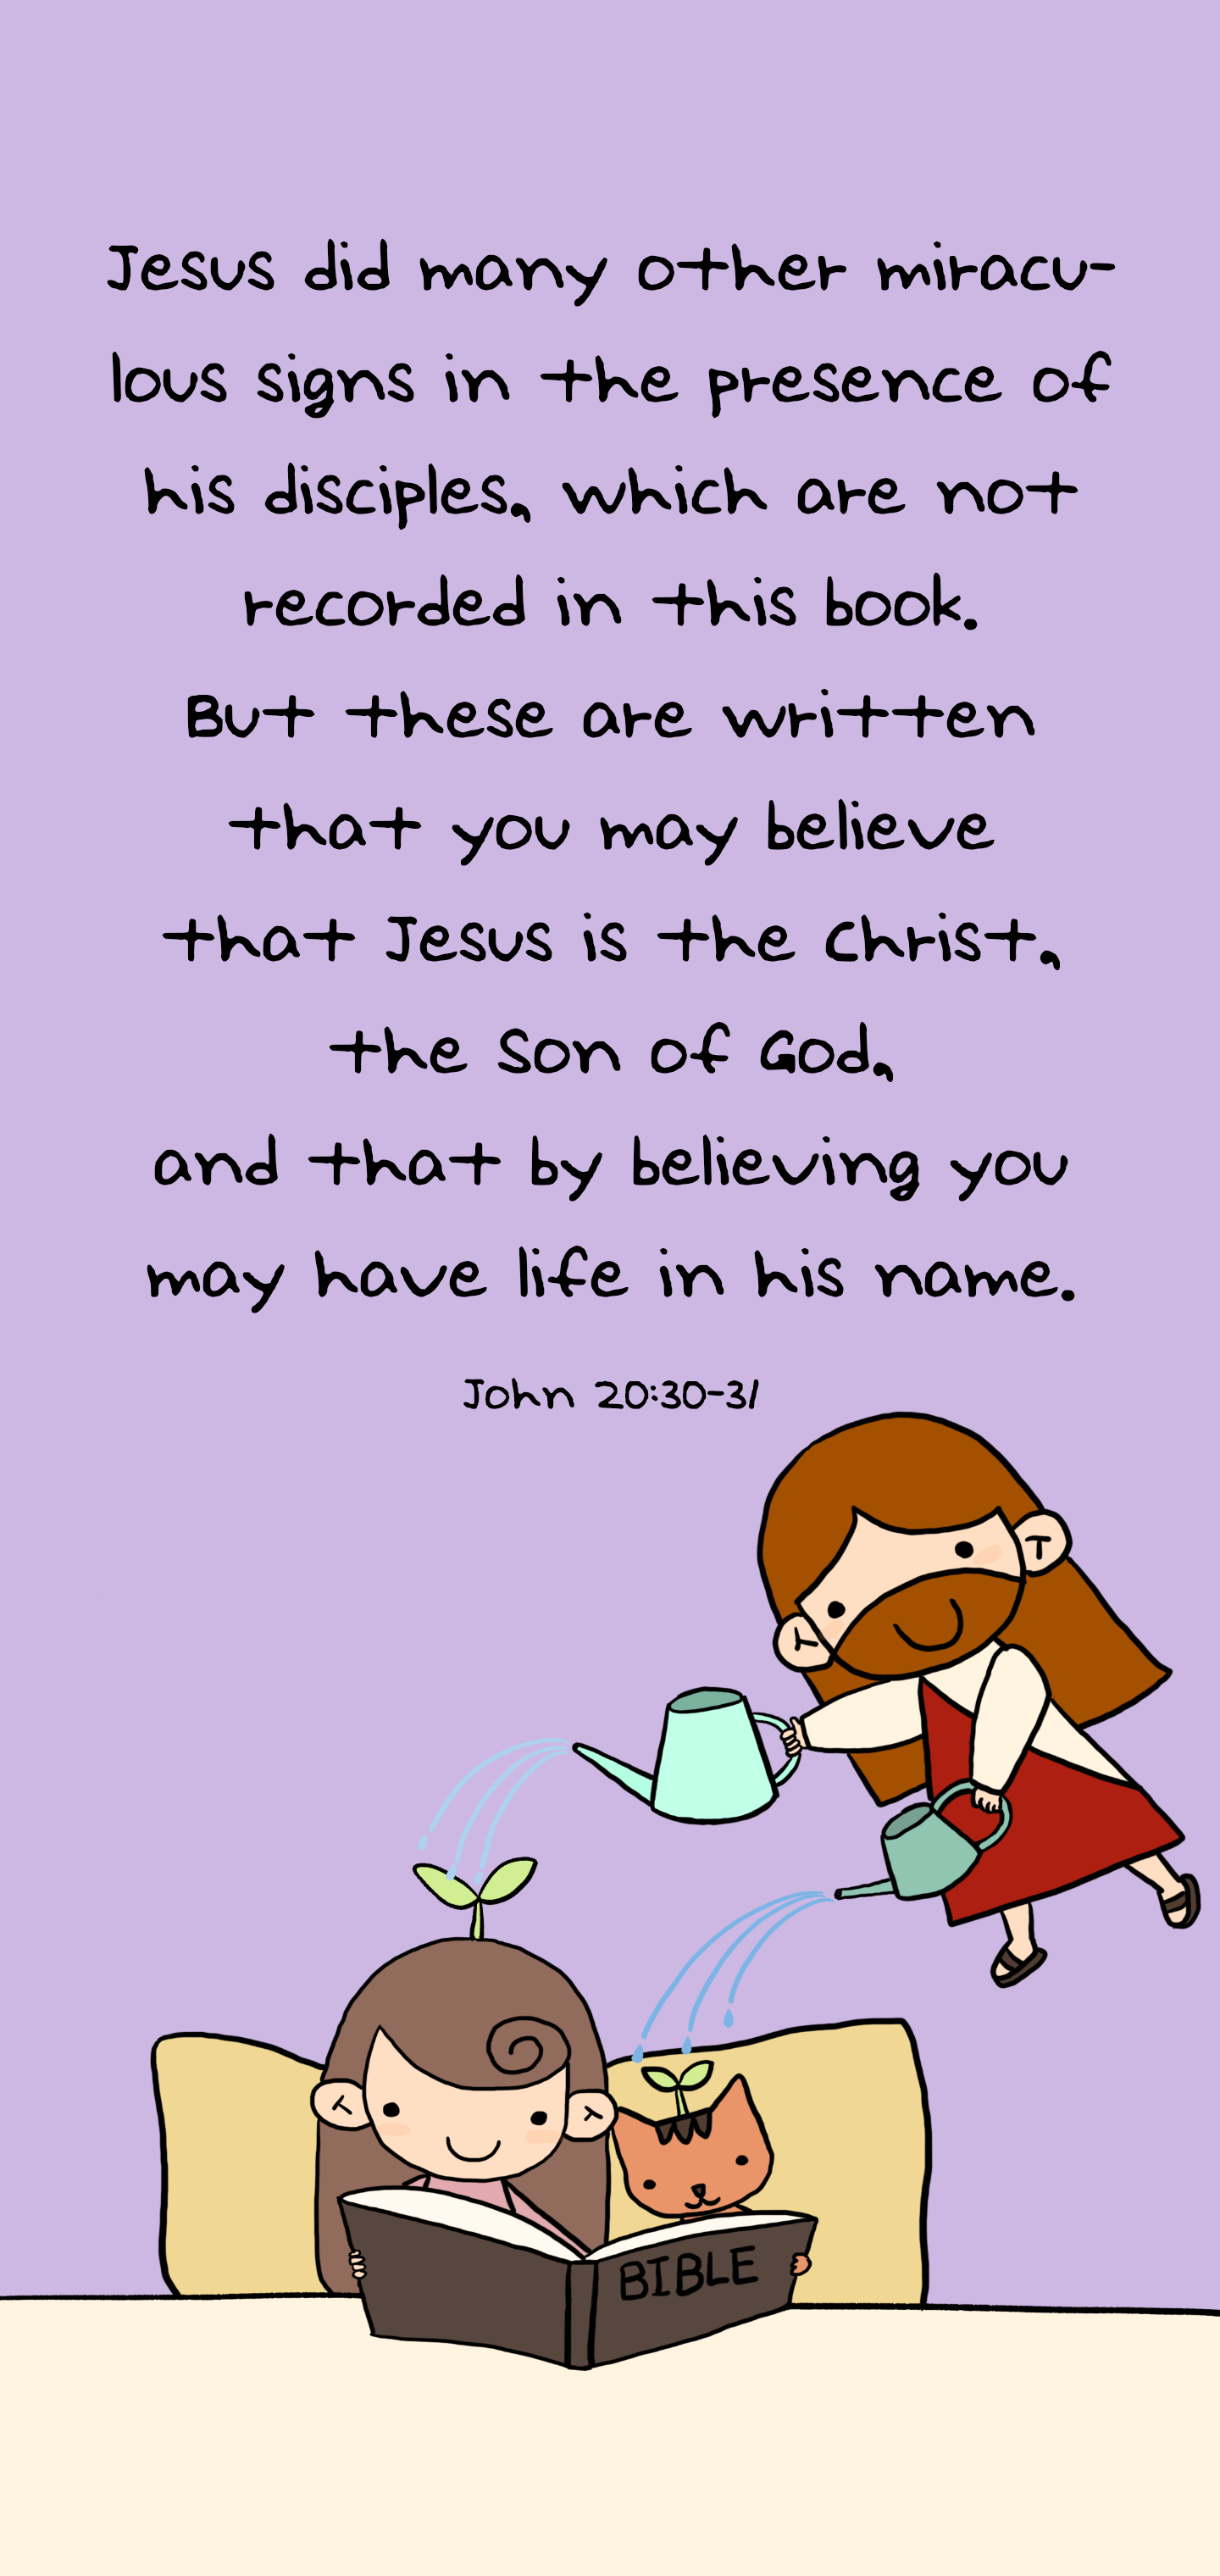 Jesus did many other miracu-
lous signs in the presence of
his disciples, which are not
recorded in this book.
But these are written
that you may believe
that Jesus is the Christ,
the Son of God,
and that by believing you
may have life in his name.
John 20:30-31
BIBLE